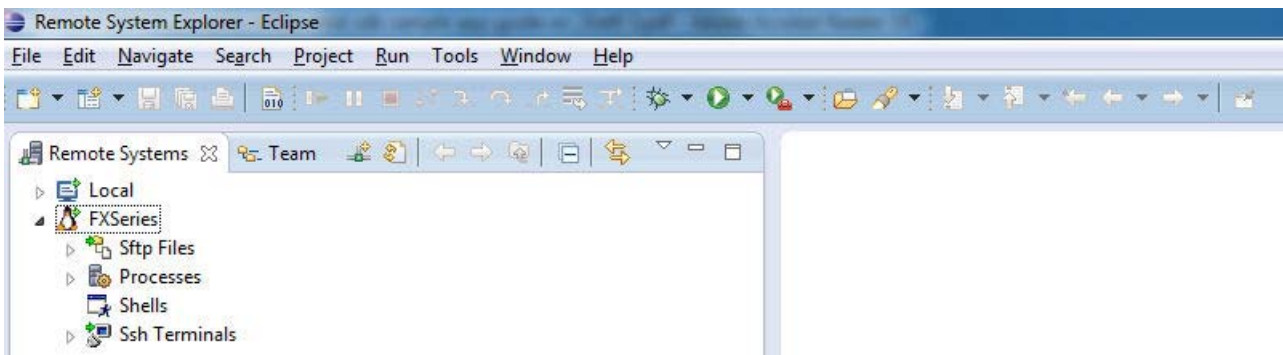 Remote System Explorer - Eclipse
File Edit Navigate Search Project Run Tools Window Help
010
Remote Systems Team
Local
FXSeries
Sftp Files
Processes
Shells
Ssh Terminals